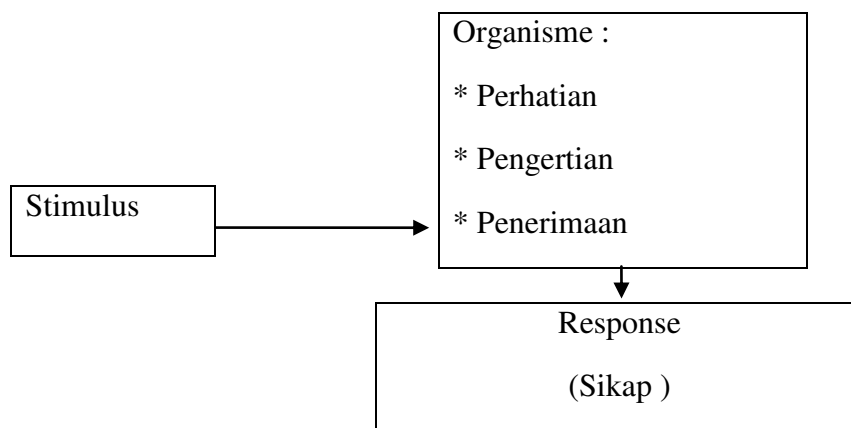 Stimulus
Organisme :
* Perhatian
* Pengertian
* Penerimaan
Response
(Sikap )